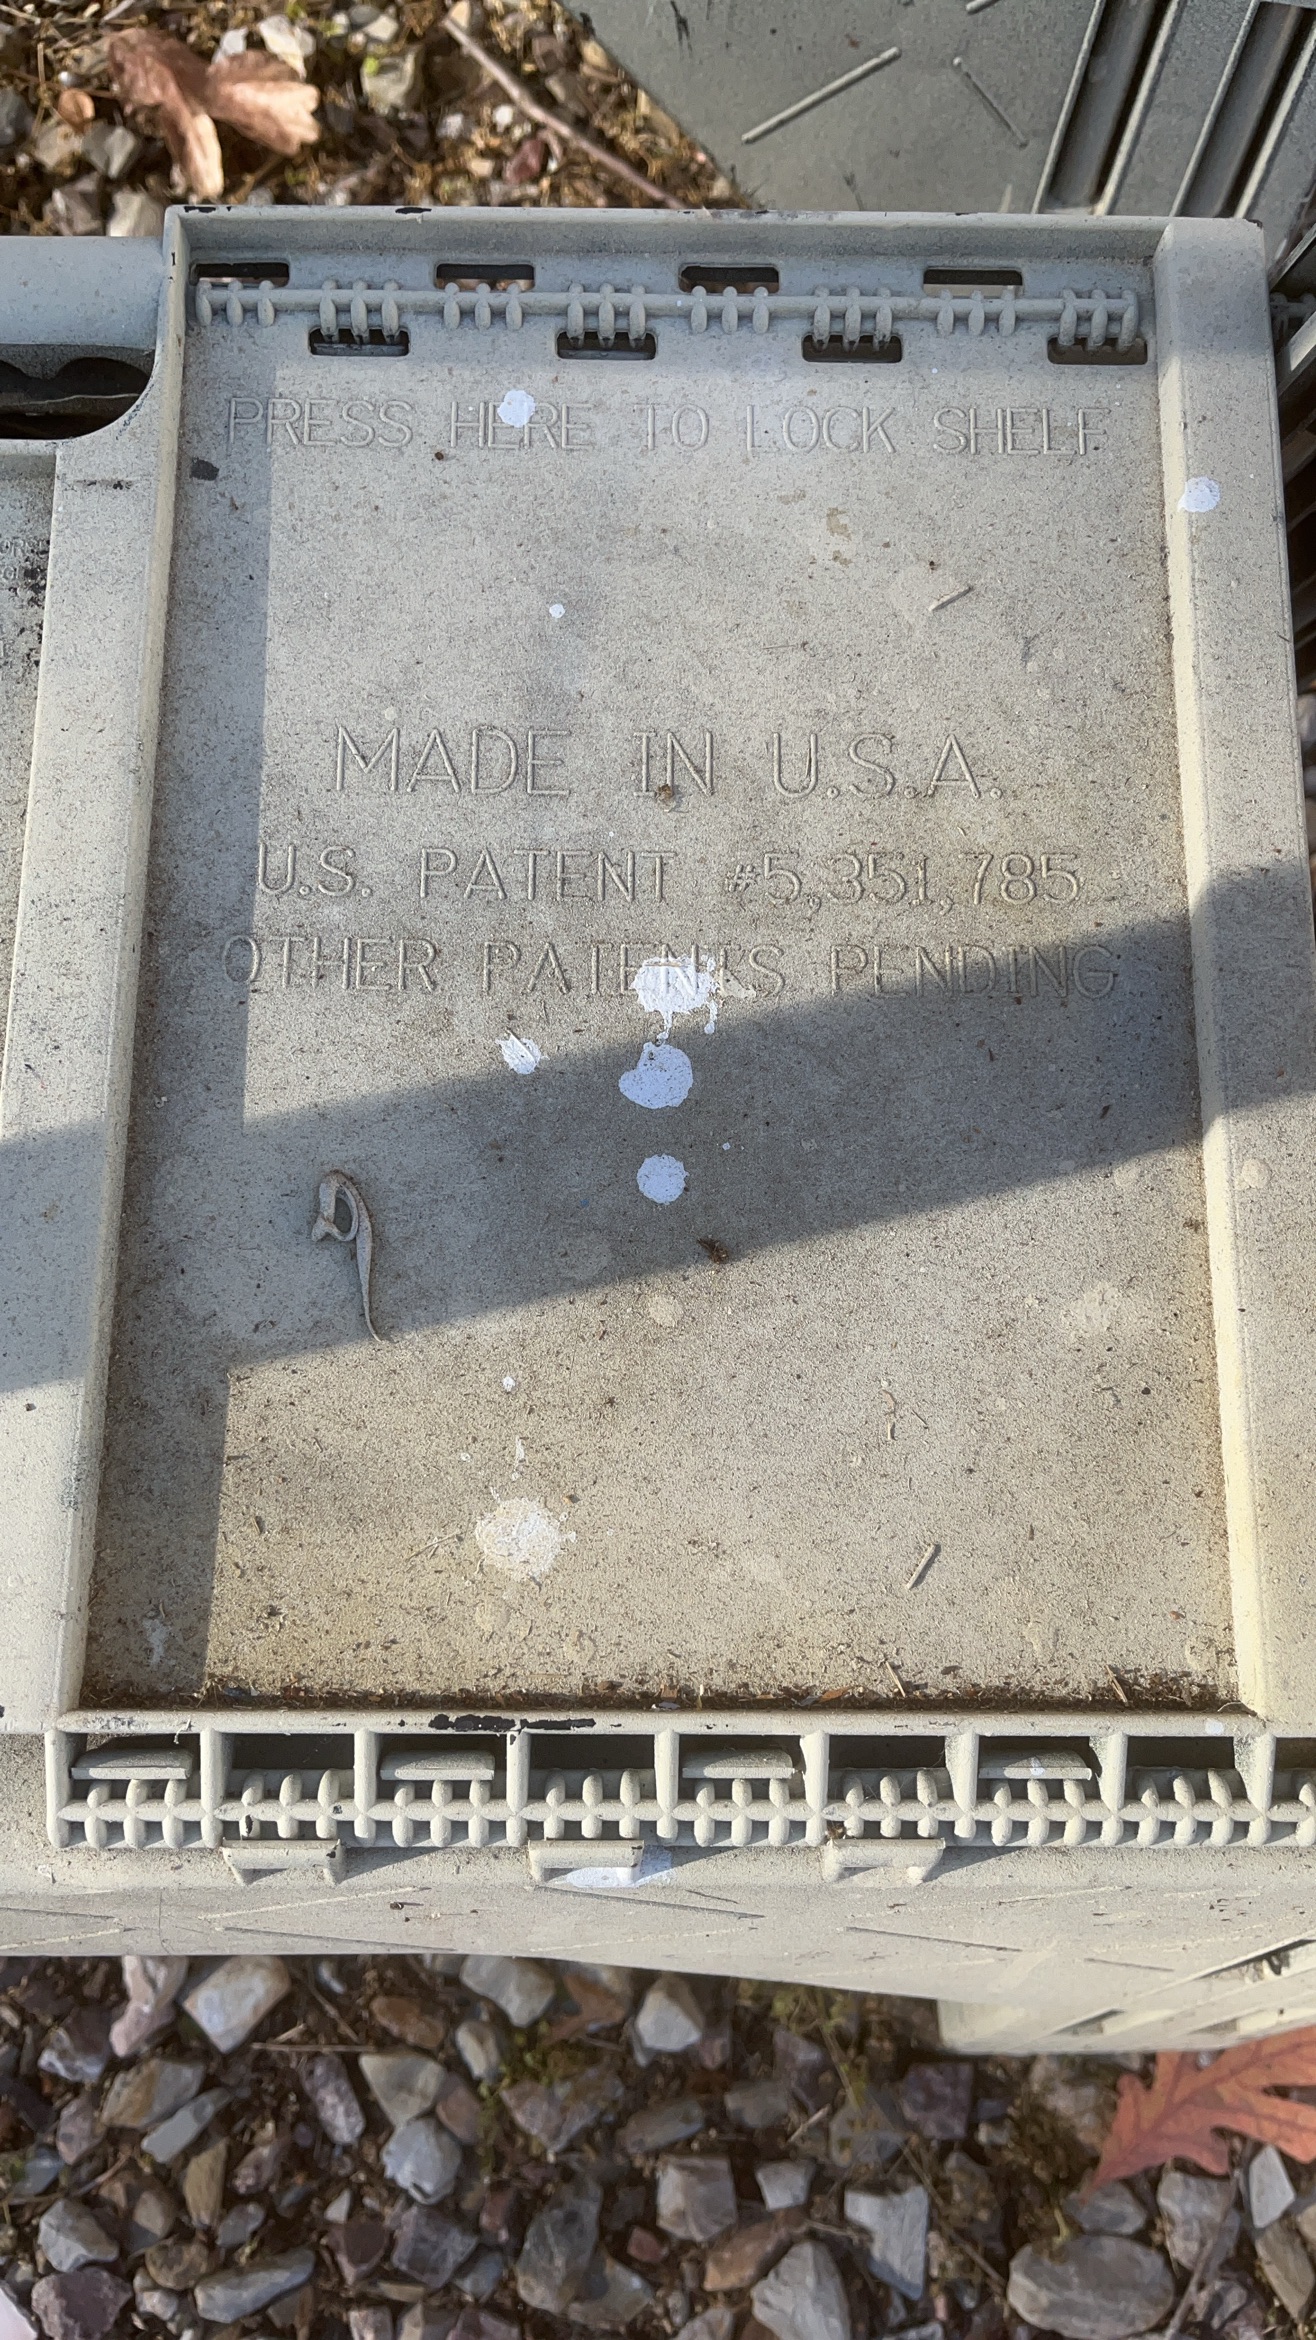 PRESS HERE TO LOCK SHELF
MADE IN U.S.A.
U.S. PATENT #5,351,785
OTHER PATENTS PENDING